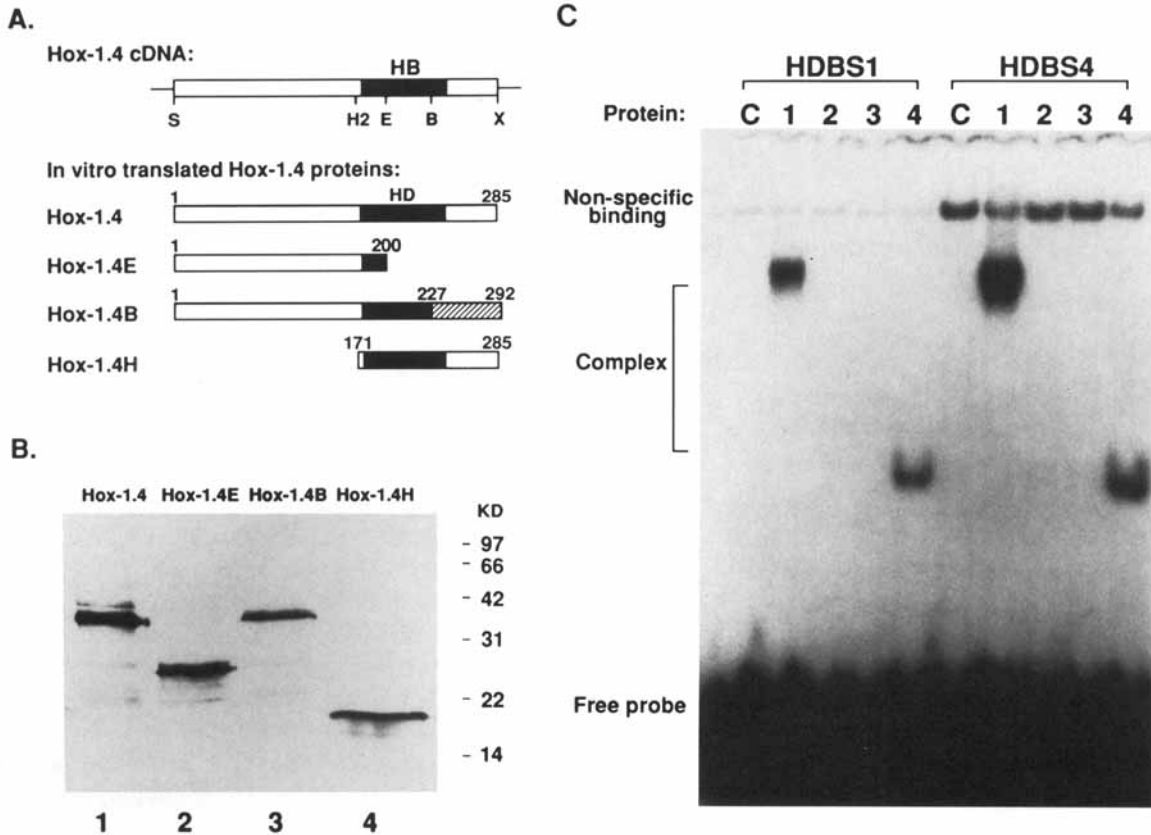 A.
Hox-1.4 cDNA:
HB
S H2 E B X
In vitro translated Hox-1.4 proteins:
1 HD 285
Hox-1.4
1 200
Hox-1.4E
1 227 292
Hox-1.4B
171 285
Hox-1.4H
B.
Hox-1.4 Hox-1.4E Hox-1.4B Hox-1.4H
KD
- 97
- 66
- 42
- 31
- 22
- 14
1 2 3 4
C
HDBS1 HDBS4
Protein: C 1 2 3 4 C 1 2 3 4
Non-specific
binding
Complex
Free probe